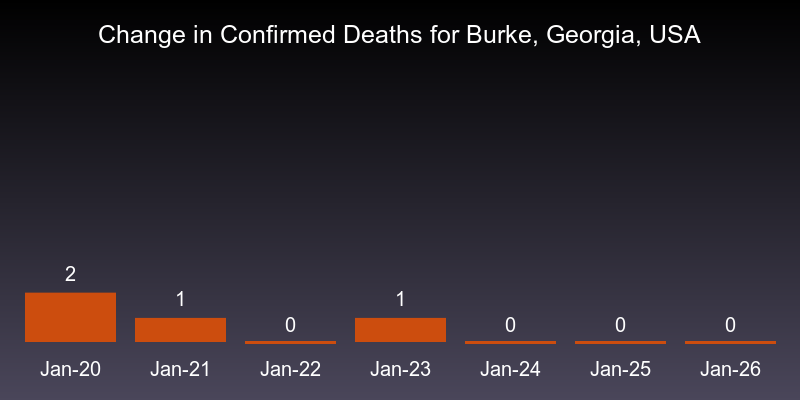 Change in Confirmed Deaths for Burke, Georgia, USA
2 1 0 1 0 0 0
Jan-20 Jan-21 Jan-22 Jan-23 Jan-24 Jan-25 Jan-26